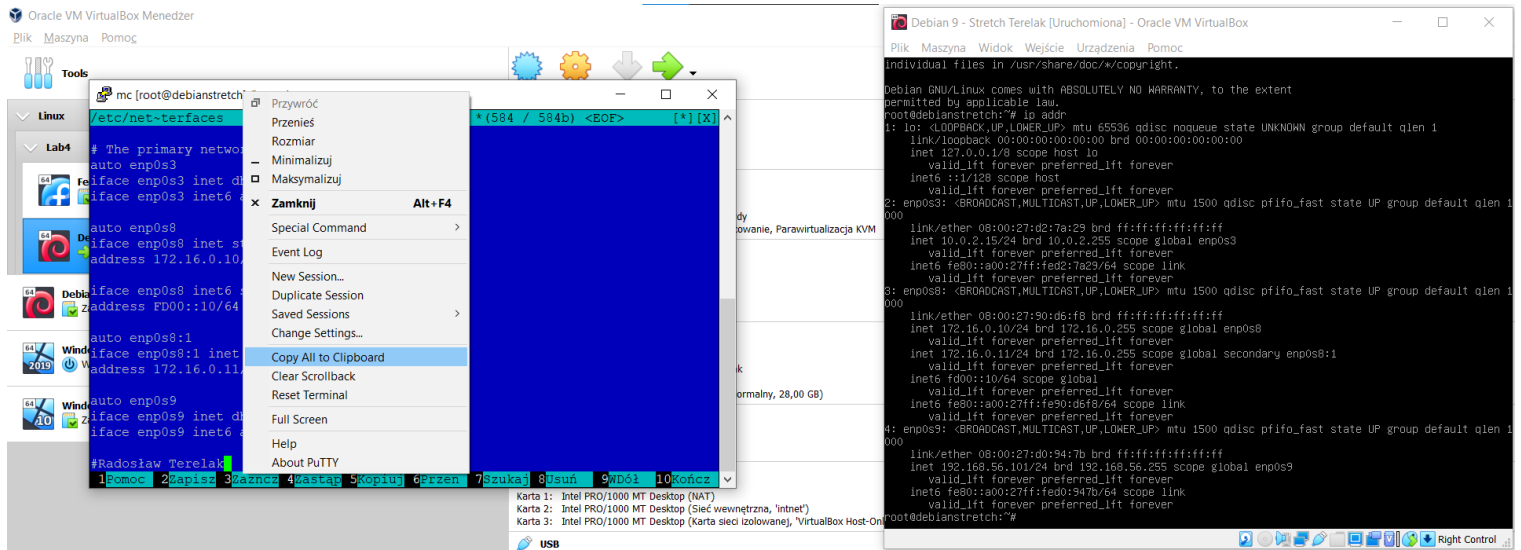 Oracle VM VirtualBox Menedżer
Plik Maszyna Pomoc
Tools
Linux
Lab4
64
Fe
64
De
64
Debia
Za
64
2019
Wind
W
64
10
Wind
Za
dy
owanie, Parawirtualizacja KVM
ormalny, 28,00 GB)
Karta 1: Intel PRO/1000 MT Desktop (NAT)
Karta 2: Intel PRO/1000 MT Desktop (Sieć wewnętrzna, 'intnet')
Karta 3: Intel PRO/1000 MT Desktop (Karta sieci izolowanej, 'VirtualBox Host-Onl
USB
mc [root@debianstretch]
/etc/net~terfaces *(584 / 584b) <EOF> [*][X]
# The primary networ
auto enp0s3
iface enp0s3 inet dh
iface enp0s3 inet6 a
auto enp0s8
iface enp0s8 inet st
address 172.16.0.10/
iface enp0s8 inet6 s
address FD00::10/64
auto enp0s8:1
iface enp0s8:1 inet
address 172.16.0.11/
auto enp0s9
iface enp0s9 inet dh
iface enp0s9 inet6 a
#Radosław Terelak
1Pomoc 2Zapisz 3Zazncz 4Zastąp 5Kopiuj 6Przen 7Szukaj 8Usuń 9WDół 10Kończ
Przywróć
Przenieś
Rozmiar
Minimalizuj
Maksymalizuj
Zamknij Alt+F4
Special Command
Event Log
New Session...
Duplicate Session
Saved Sessions
Change Settings...
Copy All to Clipboard
Clear Scrollback
Reset Terminal
Full Screen
Help
About PuTTY
Debian 9 - Stretch Terelak [Uruchomiona] - Oracle VM VirtualBox
Plik Maszyna Widok Wejście Urządzenia Pomoc
individual files in /usr/share/doc/*/copyright.
Debian GNU/Linux comes with ABSOLUTELY NO WARRANTY, to the extent
permitted by applicable law.
root@debianstretch:~# ip addr
1: lo: <LOOPBACK,UP,LOWER_UP> mtu 65536 qdisc noqueue state UNKNOWN group default qlen 1
link/loopback 00:00:00:00:00:00 brd 00:00:00:00:00:00
inet 127.0.0.1/8 scope host lo
valid_lft forever preferred_lft forever
inet6 ::1/128 scope host
valid_lft forever preferred_lft forever
2: enp0s3: <BROADCAST,MULTICAST,UP,LOWER_UP> mtu 1500 qdisc pfifo_fast state UP group default qlen 1
000
link/ether 08:00:27:d2:7a:29 brd ff:ff:ff:ff:ff:ff
inet 10.0.2.15/24 brd 10.0.2.255 scope global enp0s3
valid_lft forever preferred_lft forever
inet6 fe80::a00:27ff:fed2:7a29/64 scope link
valid_lft forever preferred_lft forever
3: enp0s8: <BROADCAST,MULTICAST,UP,LOWER_UP> mtu 1500 qdisc pfifo_fast state UP group default qlen 1
000
link/ether 08:00:27:90:d6:f8 brd ff:ff:ff:ff:ff:ff
inet 172.16.0.10/24 brd 172.16.0.255 scope global enp0s8
valid_lft forever preferred_lft forever
inet 172.16.0.11/24 brd 172.16.0.255 scope global secondary enp0s8:1
valid_lft forever preferred_lft forever
inet6 fd00::10/64 scope global
valid_lft forever preferred_lft forever
inet6 fe80::a00:27ff:fe90:d6f8/64 scope link
valid_lft forever preferred_lft forever
4: enp0s9: <BROADCAST,MULTICAST,UP,LOWER_UP> mtu 1500 qdisc pfifo_fast state UP group default qlen 1
000
link/ether 08:00:27:d0:94:7b brd ff:ff:ff:ff:ff:ff
inet 192.168.56.101/24 brd 192.168.56.255 scope global enp0s9
valid_lft forever preferred_lft forever
inet6 fe80::a00:27ff:fed0:947b/64 scope link
valid_lft forever preferred_lft forever
root@debianstretch:~#
Right Control